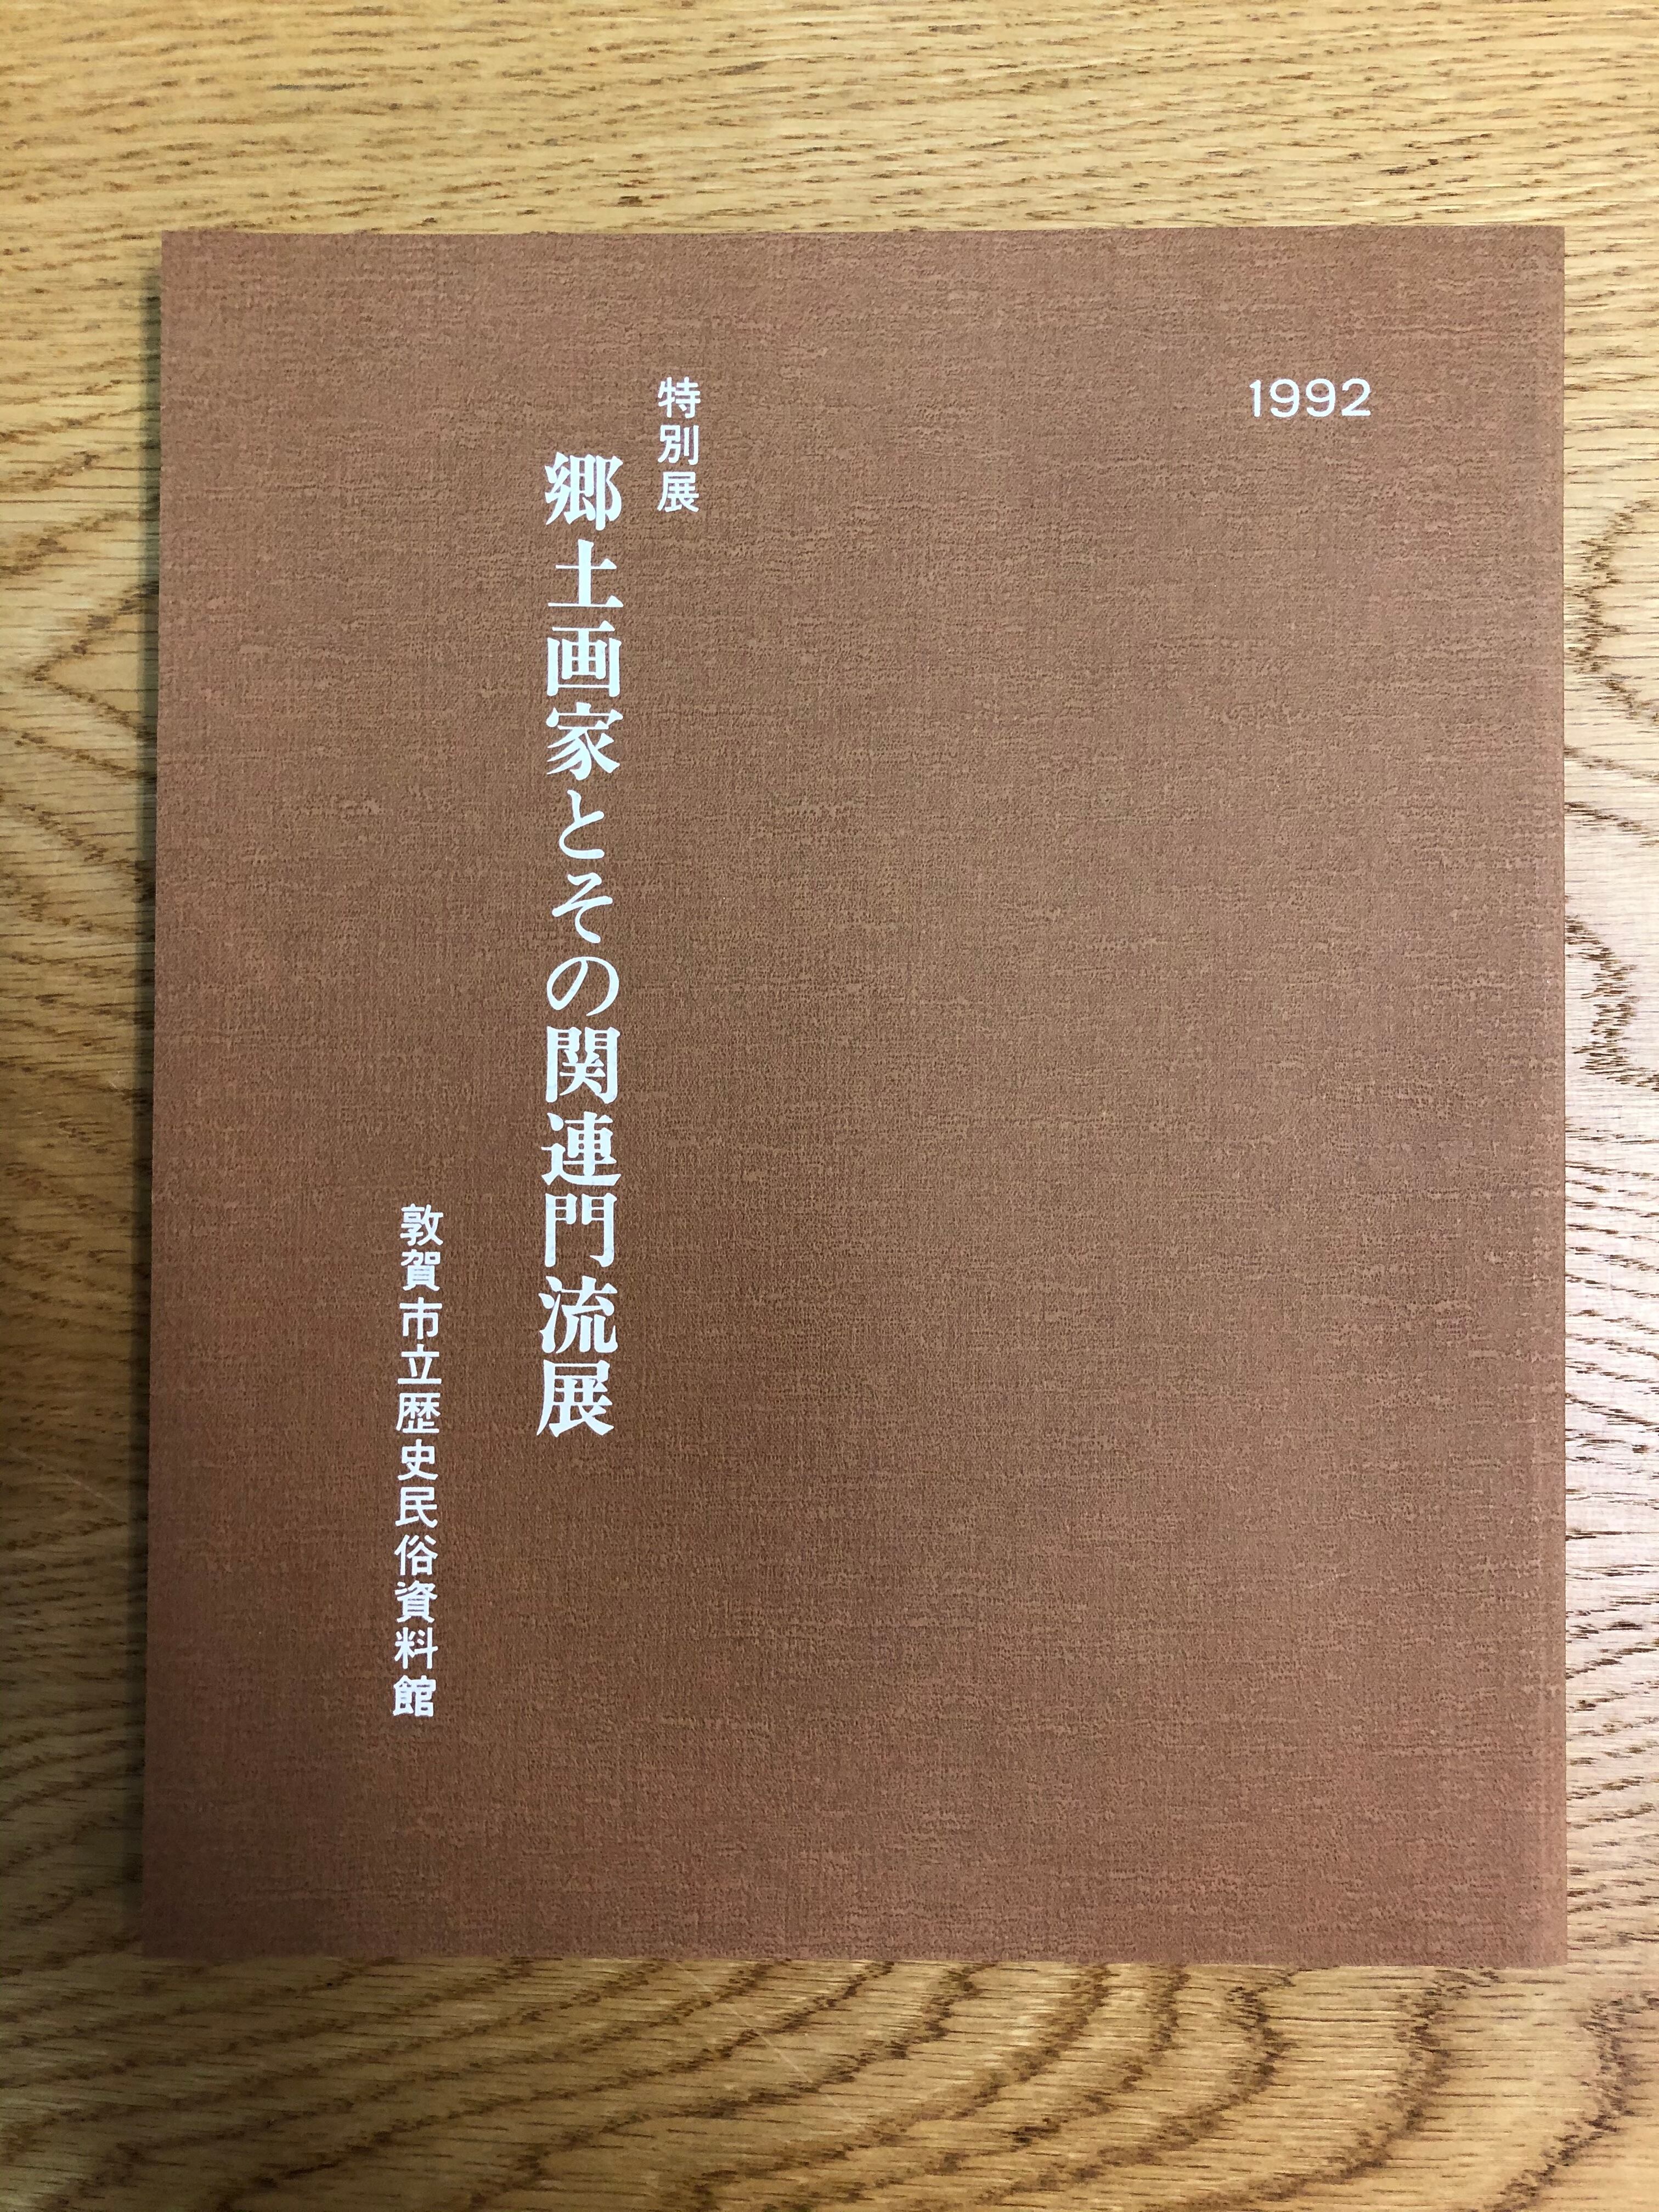 1992
特別展
郷土画家とその関連門流展
敦賀市立歴史民俗資料館